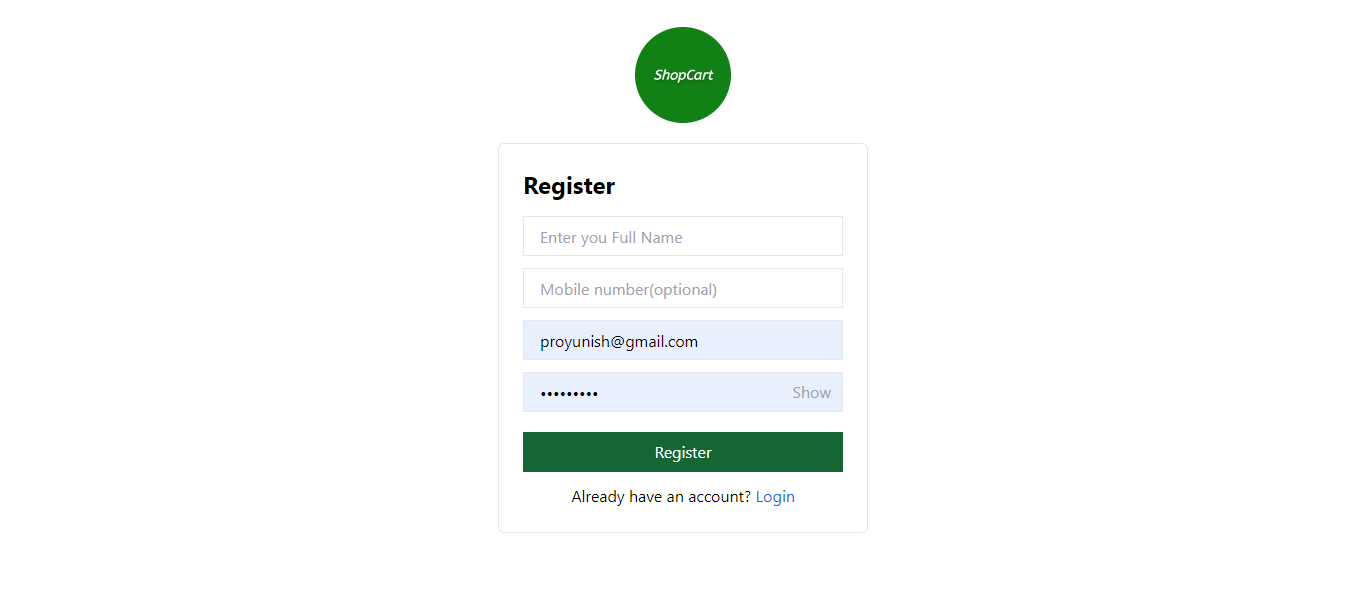 ShopCart
Register
Enter you Full Name
Mobile number(optional)
proyunish@gmail.com
••••••••• Show
Register
Already have an account? Login